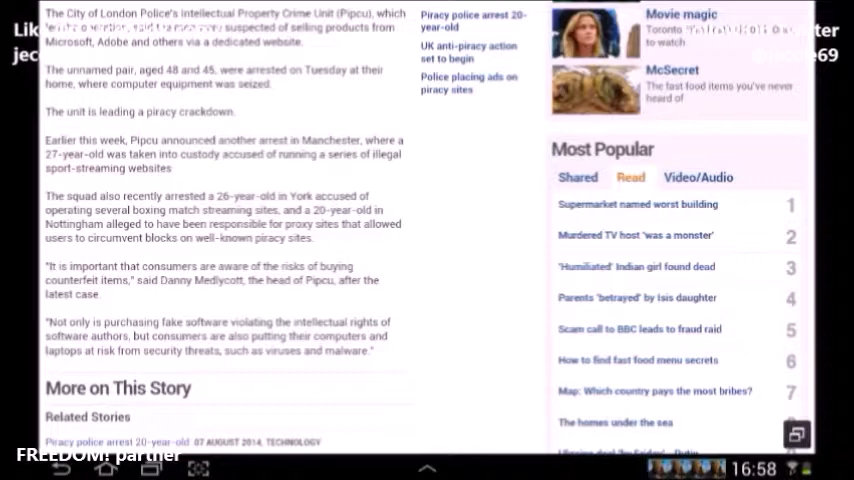 The City of London Police's Intellectual Property Crime Unit (Pipcu), which
suspected of selling products from
Microsoft, Adobe and others via a dedicated website.
The unnamed pair, aged 48 and 45, were arrested on Tuesday at their
home, where computer equipment was seized.
The unit is leading a piracy crackdown.
Earlier this week, Pipcu announced another arrest in Manchester, where a
27-year-old was taken into custody accused of running a series of illegal
sport-streaming websites
The squad also recently arrested a 26-year-old in York accused of
operating several boxing match streaming sites, and a 20-year-old in
Nottingham alleged to have been responsible for proxy sites that allowed
users to circumvent blocks on well-known piracy sites.
"It is important that consumers are aware of the risks of buying
counterfeit items," said Danny Medlycott, the head of Pipcu, after the
latest case.
"Not only is purchasing fake software violating the intellectual rights of
software authors, but consumers are also putting their computers and
laptops at risk from security threats, such as viruses and malware."
More on This Story
Related Stories
Piracy police arrest 20-year-old 07 AUGUST 2014, TECHNOLOGY
Piracy police arrest 20-
year-old
UK anti-piracy action
set to begin
Police placing ads on
piracy sites
Movie magic
Toronto
to watch
McSecret
The fast food items you've never
heard of
Most Popular
Shared Read Video/Audio
Supermarket named worst building 1
Murdered TV host 'was a monster' 2
'Humiliated' Indian girl found dead 3
Parents 'betrayed' by Isis daughter 4
Scam call to BBC leads to fraud raid 5
How to find fast food menu secrets 6
Map: Which country pays the most bribes? 7
The homes under the sea
FREEDOM! partner
16:58